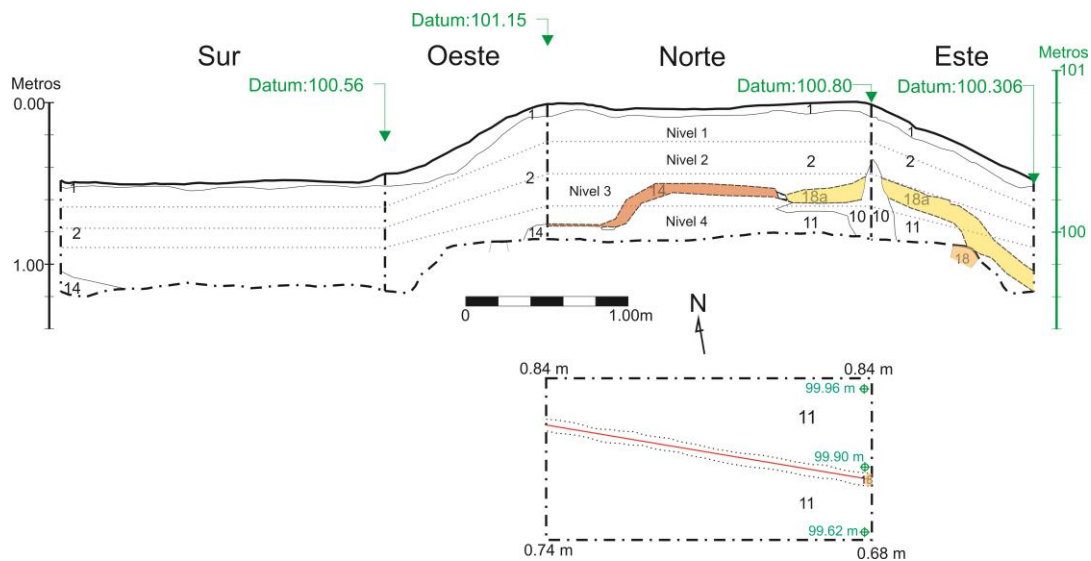 Datum:101.15
Sur
Oeste
Norte
Este
Metros
Datum:100.56
Datum:100.80
Datum:100.306
Metros
101
0.00
1
1
1
1
Nivel 1
2
Nivel 2
2
2
Nivel 3
14
18a
18a
2
14
Nivel 4
11
10
10
11
100
18
1.00
14
0
1.00m
N
0.84 m
0.84 m
99.96 m
11
99.90 m
18
11
99.62 m
0.74 m
0.68 m